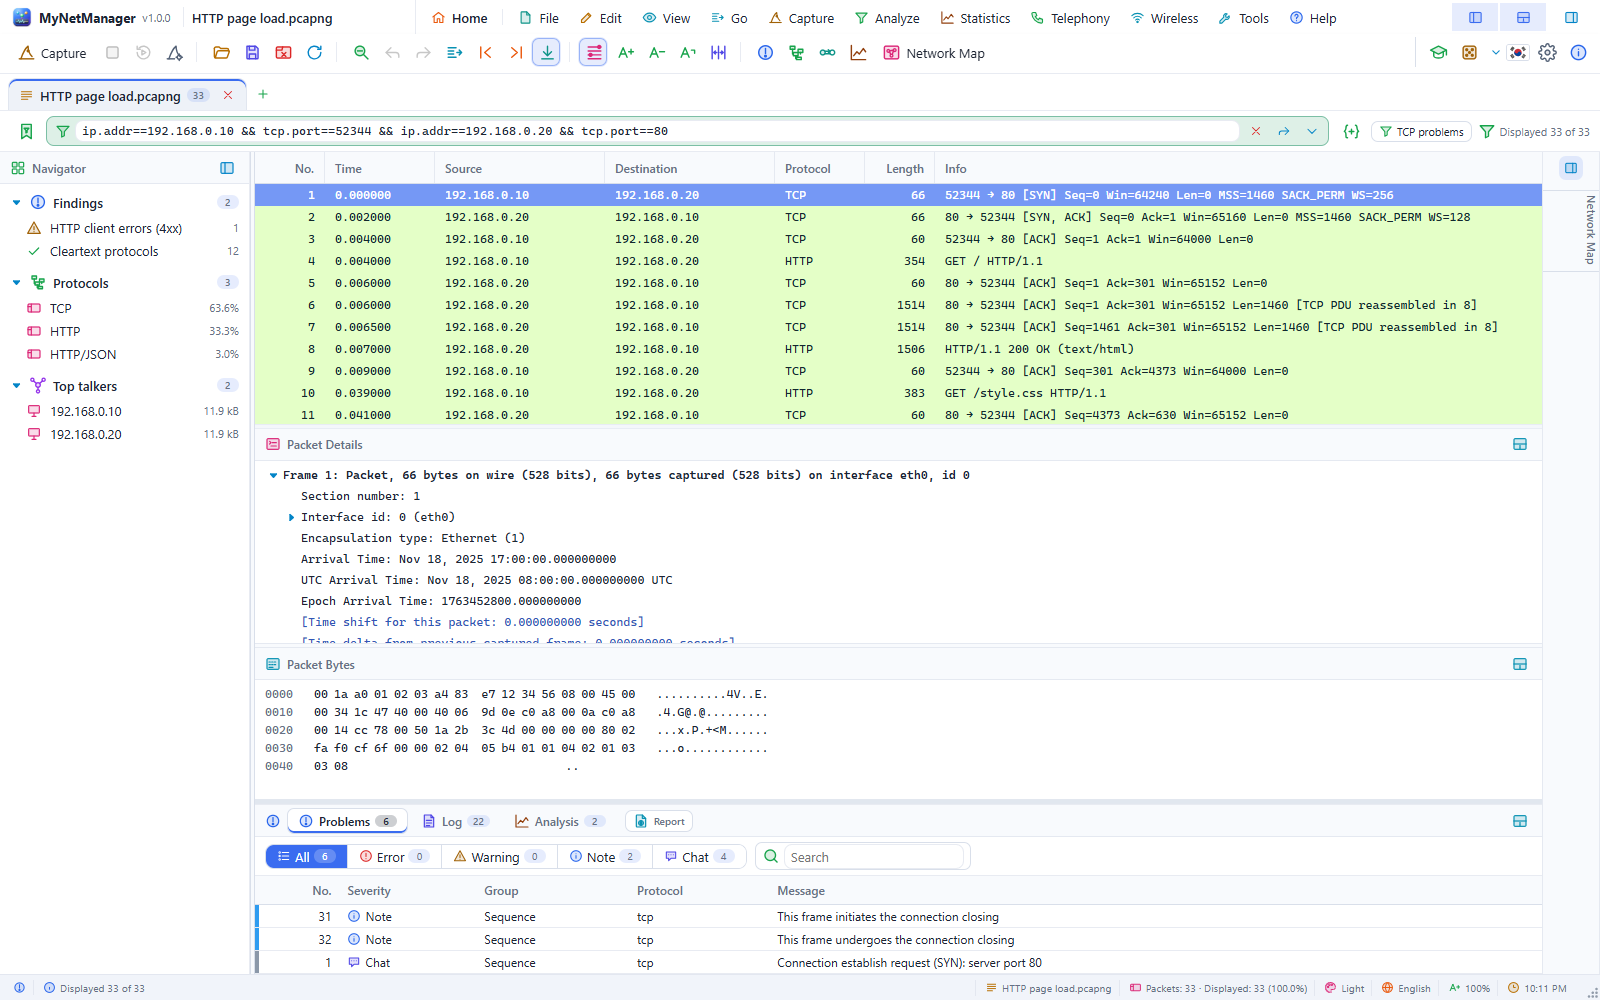 MyNetManager v1.0.0 HTTP page load.pcapng Home File Edit View Go Capture Analyze Statistics Telephony Wireless Tools Help
Capture A+ A- A Network Map
HTTP page load.pcapng 33
ip.addr==192.168.0.10 && tcp.port==52344 && ip.addr==192.168.0.20 && tcp.port==80 {+} TCP problems Displayed 33 of 33
Navigator
Findings 2
HTTP client errors (4xx) 1
Cleartext protocols 12
Protocols 3
TCP 63.6%
HTTP 33.3%
HTTP/JSON 3.0%
Top talkers 2
192.168.0.10 11.9 kB
192.168.0.20 11.9 kB
No. Time Source Destination Protocol Length Info
1 0.000000 192.168.0.10 192.168.0.20 TCP 66 52344 → 80 [SYN] Seq=0 Win=64240 Len=0 MSS=1460 SACK_PERM WS=256
2 0.002000 192.168.0.20 192.168.0.10 TCP 66 80 → 52344 [SYN, ACK] Seq=0 Ack=1 Win=65160 Len=0 MSS=1460 SACK_PERM WS=128
3 0.004000 192.168.0.10 192.168.0.20 TCP 60 52344 → 80 [ACK] Seq=1 Ack=1 Win=64000 Len=0
4 0.004000 192.168.0.10 192.168.0.20 HTTP 354 GET / HTTP/1.1
5 0.006000 192.168.0.20 192.168.0.10 TCP 60 80 → 52344 [ACK] Seq=1 Ack=301 Win=65152 Len=0
6 0.006000 192.168.0.20 192.168.0.10 TCP 1514 80 → 52344 [ACK] Seq=1 Ack=301 Win=65152 Len=1460 [TCP PDU reassembled in 8]
7 0.006500 192.168.0.20 192.168.0.10 TCP 1514 80 → 52344 [ACK] Seq=1461 Ack=301 Win=65152 Len=1460 [TCP PDU reassembled in 8]
8 0.007000 192.168.0.20 192.168.0.10 HTTP 1506 HTTP/1.1 200 OK (text/html)
9 0.009000 192.168.0.10 192.168.0.20 TCP 60 52344 → 80 [ACK] Seq=301 Ack=4373 Win=64000 Len=0
10 0.039000 192.168.0.10 192.168.0.20 HTTP 383 GET /style.css HTTP/1.1
11 0.041000 192.168.0.20 192.168.0.10 TCP 60 80 → 52344 [ACK] Seq=4373 Ack=630 Win=65152 Len=0
Network Map
Packet Details
Frame 1: Packet, 66 bytes on wire (528 bits), 66 bytes captured (528 bits) on interface eth0, id 0
Section number: 1
Interface id: 0 (eth0)
Encapsulation type: Ethernet (1)
Arrival Time: Nov 18, 2025 17:00:00.000000000
UTC Arrival Time: Nov 18, 2025 08:00:00.000000000 UTC
Epoch Arrival Time: 1763452800.000000000
[Time shift for this packet: 0.000000000 seconds]
[Time delta from previous captured frame: 0.000000000 seconds]
Packet Bytes
0000 00 1a a0 01 02 03 a4 83 e7 12 34 56 08 00 45 00 ..........4V..E.
0010 00 34 1c 47 40 00 40 06 9d 0e c0 a8 00 0a c0 a8 .4.G@.@.........
0020 00 14 cc 78 00 50 1a 2b 3c 4d 00 00 00 00 80 02 ...x.P.+<M......
0030 fa f0 cf 6f 00 00 02 04 05 b4 01 01 04 02 01 03 ...o............
0040 03 08 ..
Problems 6 Log 22 Analysis 2 Report
All 6 Error 0 Warning 0 Note 2 Chat 4 Search
No. Severity Group Protocol Message
31 Note Sequence tcp This frame initiates the connection closing
32 Note Sequence tcp This frame undergoes the connection closing
1 Chat Sequence tcp Connection establish request (SYN): server port 80
Displayed 33 of 33 HTTP page load.pcapng Packets: 33 · Displayed: 33 (100.0%) Light English A+ 100% 10:11 PM